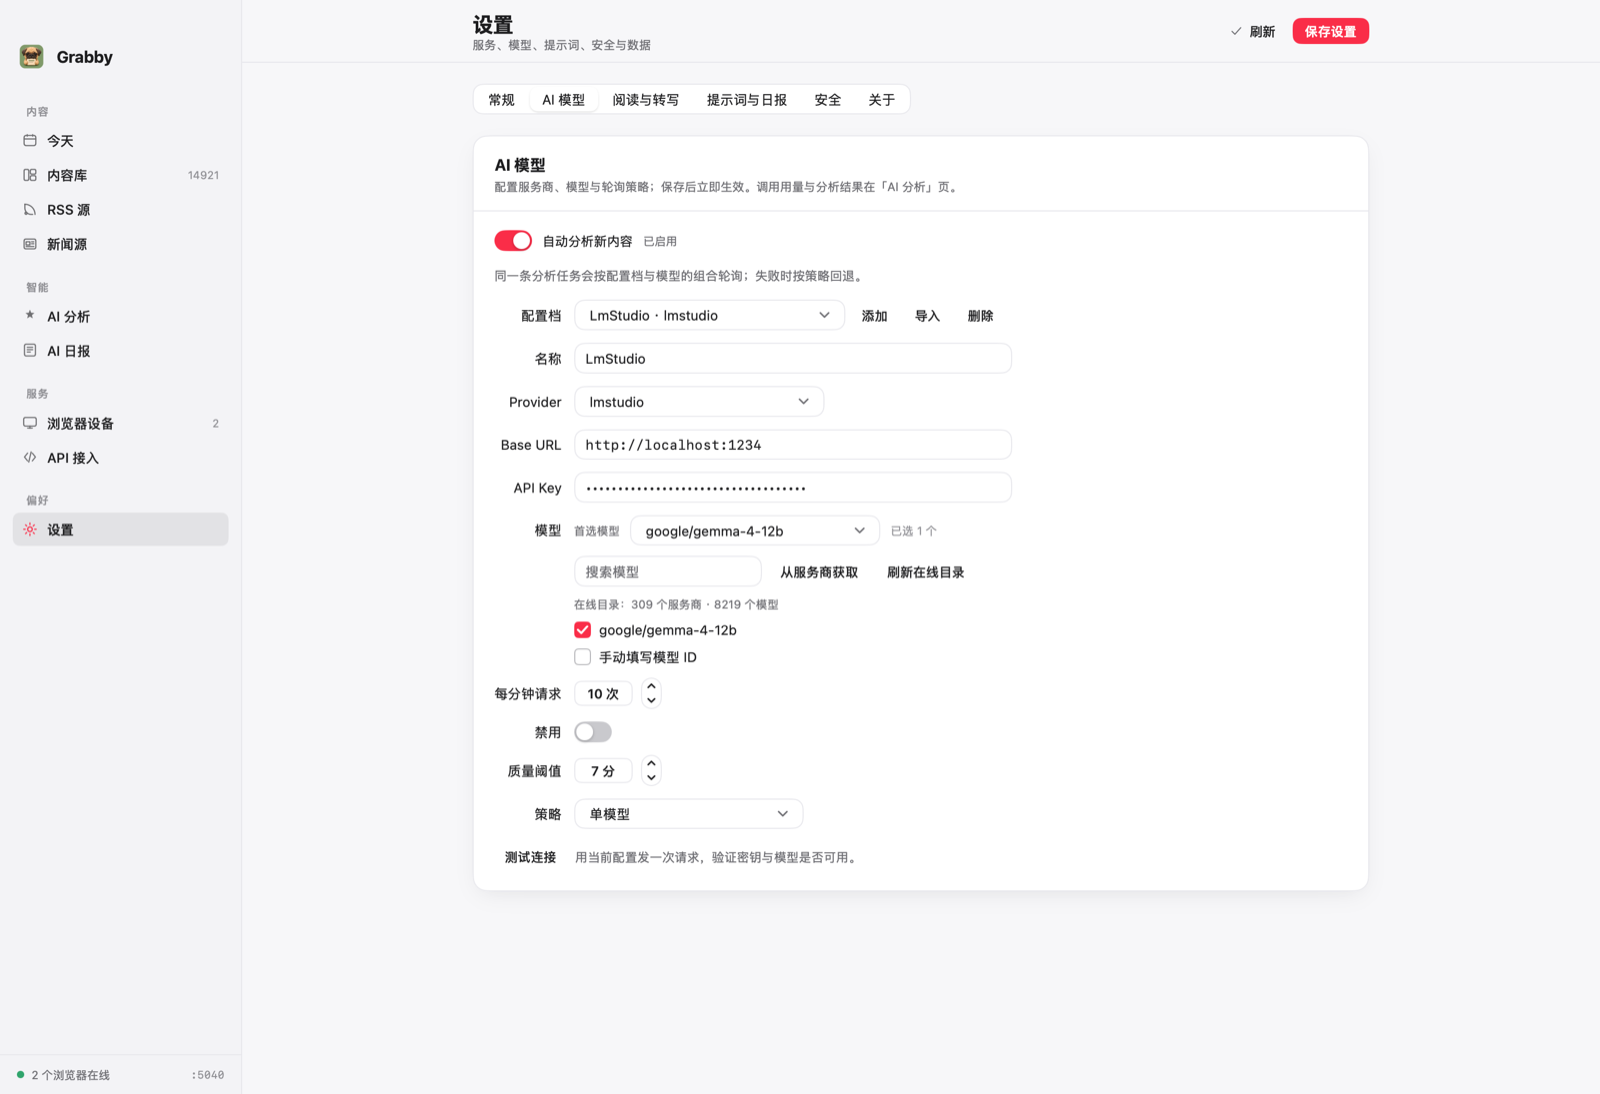 Grabby
内容
今天
内容库 14921
RSS 源
新闻源
智能
AI 分析
AI 日报
服务
浏览器设备 2
API 接入
偏好
设置
2 个浏览器在线 :5040
设置
服务、模型、提示词、安全与数据
刷新 保存设置
常规 AI 模型 阅读与转写 提示词与日报 安全 关于
AI 模型
配置服务商、模型与轮询策略；保存后立即生效。调用用量与分析结果在「AI 分析」页。
自动分析新内容 已启用
同一条分析任务会按配置档与模型的组合轮询；失败时按策略回退。
配置档 LmStudio · lmstudio 添加 导入 删除
名称 LmStudio
Provider lmstudio
Base URL http://localhost:1234
API Key •••••••••••••••••••••••••••••••••••
模型 首选模型 google/gemma-4-12b 已选 1 个
搜索模型 从服务商获取 刷新在线目录
在线目录：309 个服务商 · 8219 个模型
google/gemma-4-12b
手动填写模型 ID
每分钟请求 10 次
禁用
质量阈值 7 分
策略 单模型
测试连接 用当前配置发一次请求，验证密钥与模型是否可用。